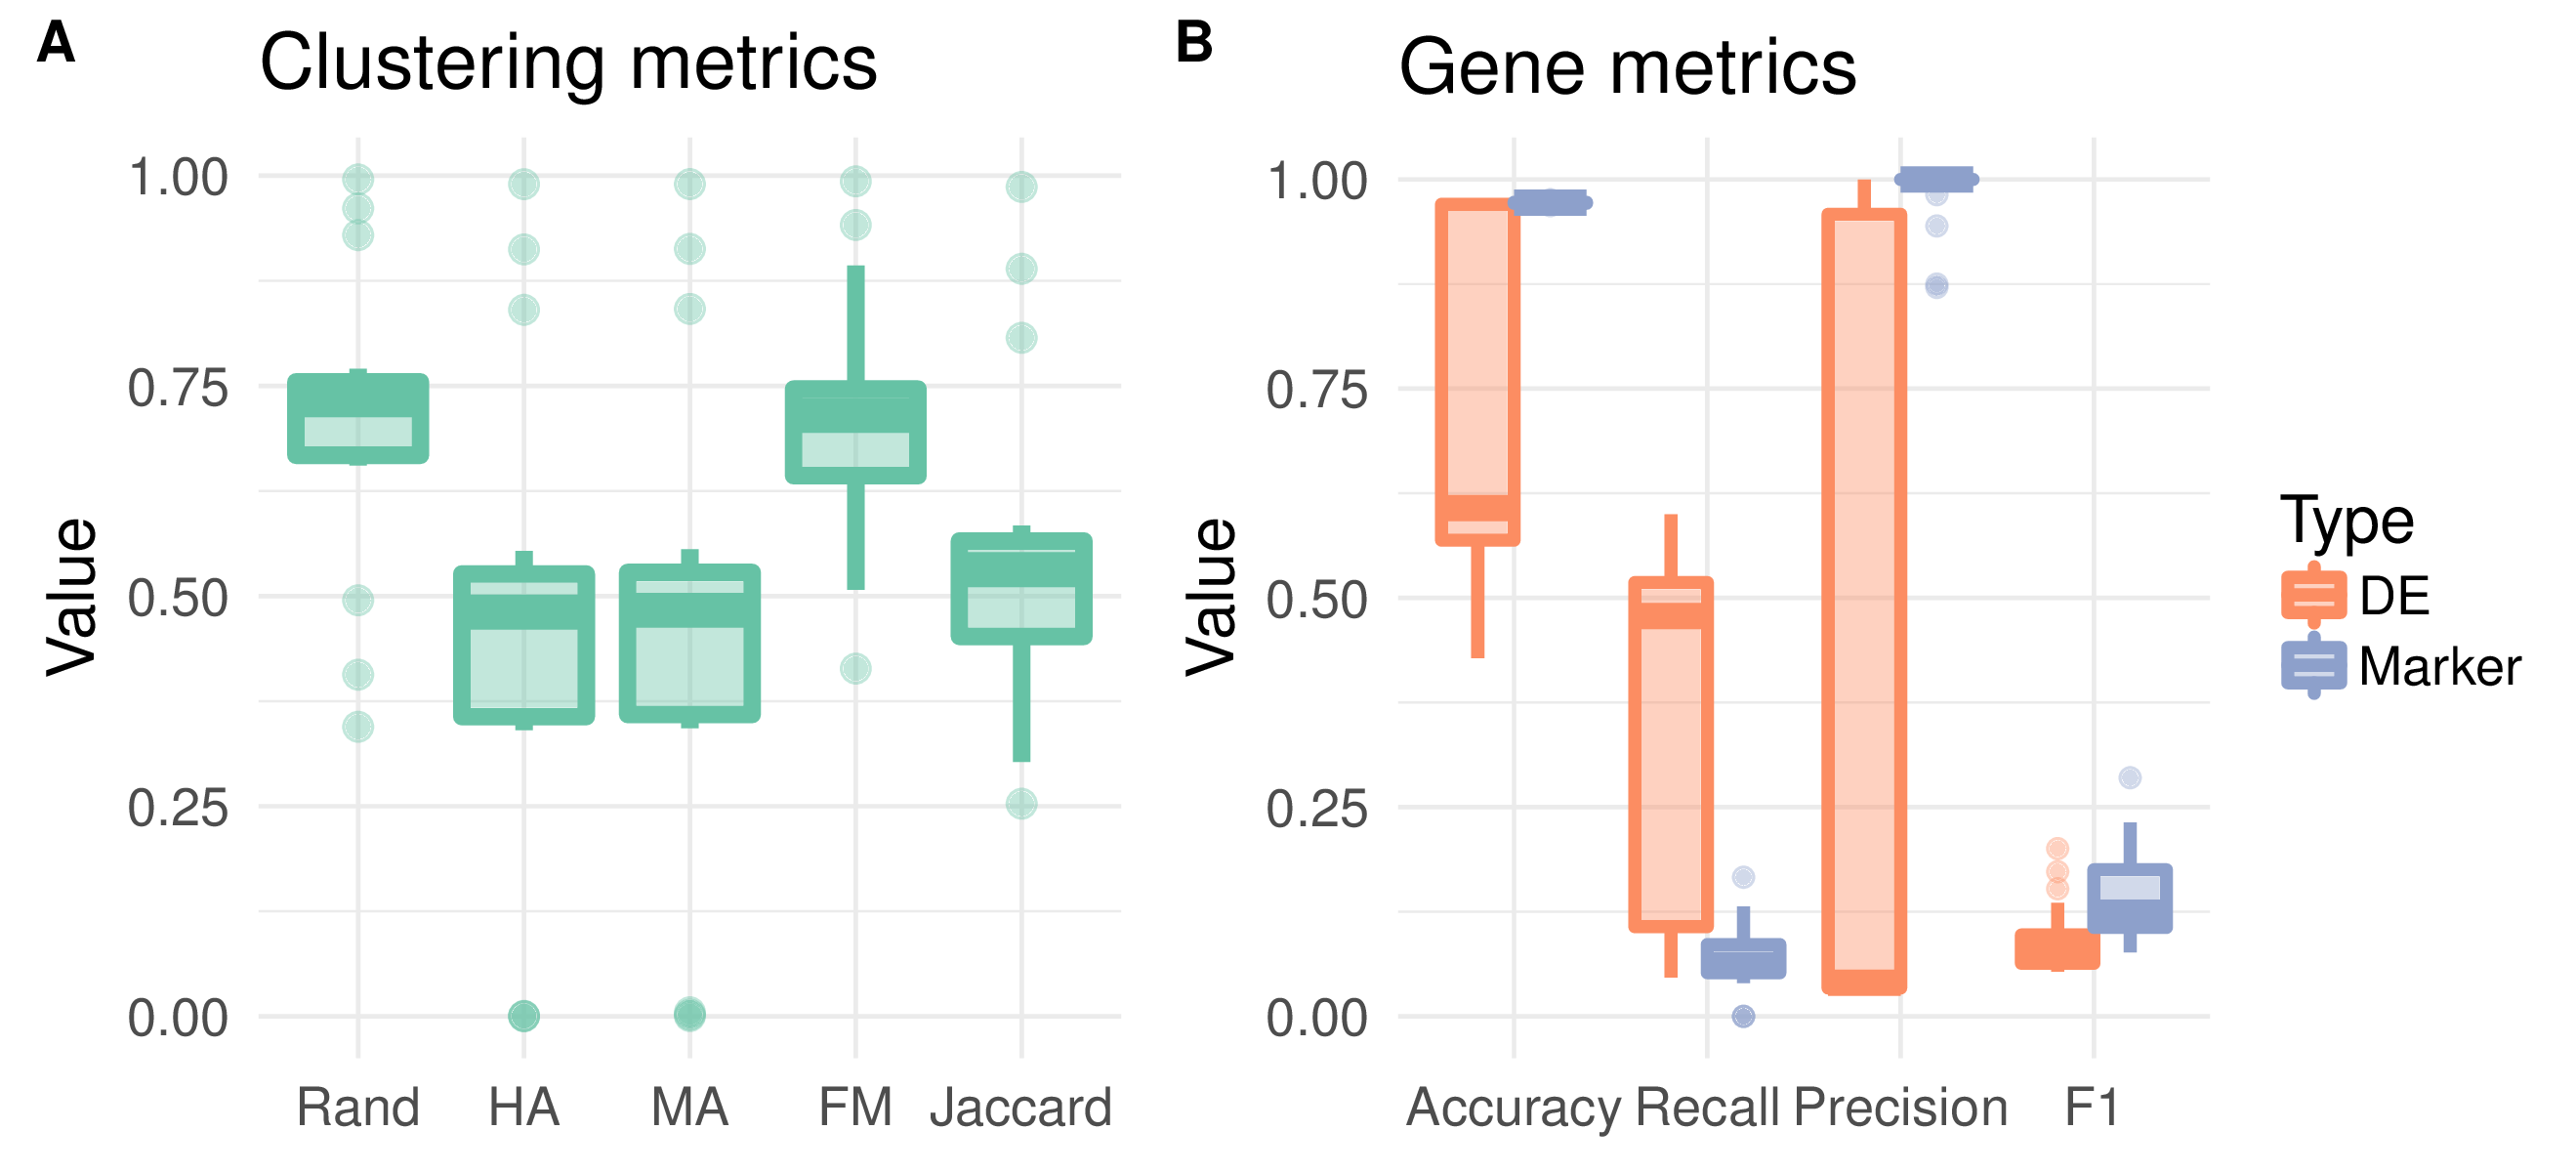 A
Clustering metrics
Value
1.00
0.75
0.50
0.25
0.00
Rand HA MA FM Jaccard
B
Gene metrics
Value
1.00
0.75
0.50
0.25
0.00
Accuracy Recall Precision F1
Type
DE
Marker